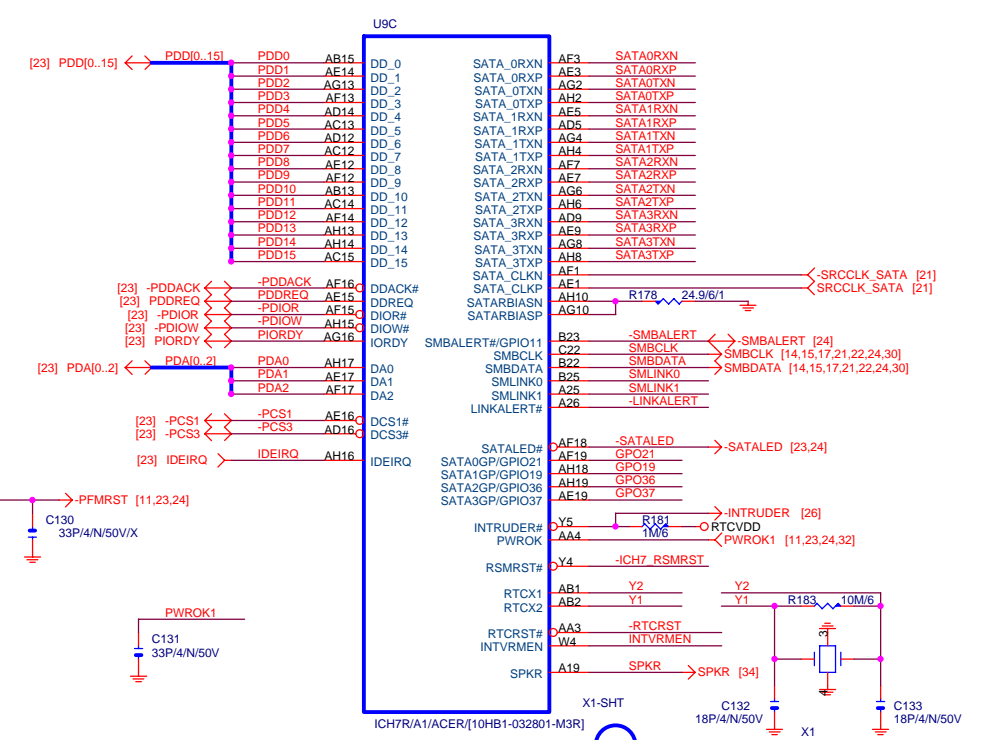 U9C
[23] PDD[0..15] PDD[0..15]
PDD0 AB15 DD_0 SATA_0RXN AF3 SATA0RXN
PDD1 AE14 DD_1 SATA_0RXP AE3 SATA0RXP
PDD2 AG13 DD_2 SATA_0TXN AG2 SATA0TXN
PDD3 AF13 DD_3 SATA_0TXP AH2 SATA0TXP
PDD4 AD14 DD_4 SATA_1RXN AE5 SATA1RXN
PDD5 AC13 DD_5 SATA_1RXP AD5 SATA1RXP
PDD6 AD12 DD_6 SATA_1TXN AG4 SATA1TXN
PDD7 AC12 DD_7 SATA_1TXP AH4 SATA1TXP
PDD8 AE12 DD_8 SATA_2RXN AF7 SATA2RXN
PDD9 AF12 DD_9 SATA_2RXP AE7 SATA2RXP
PDD10 AB13 DD_10 SATA_2TXN AG6 SATA2TXN
PDD11 AC14 DD_11 SATA_2TXP AH6 SATA2TXP
PDD12 AF14 DD_12 SATA_3RXN AD9 SATA3RXN
PDD13 AH13 DD_13 SATA_3RXP AE9 SATA3RXP
PDD14 AH14 DD_14 SATA_3TXN AG8 SATA3TXN
PDD15 AC15 DD_15 SATA_3TXP AH8 SATA3TXP
SATA_CLKN AF1 -SRCCLK_SATA [21]
[23] -PDDACK -PDDACK AF16 DDACK# SATA_CLKP AE1 SRCCLK_SATA [21]
[23] PDDREQ PDDREQ AE15 DDREQ SATARBIASN AH10 R178 24.9/6/1
[23] -PDIOR -PDIOR AF15 DIOR# SATARBIASP AG10
[23] -PDIOW -PDIOW AH15 DIOW#
[23] PIORDY PIORDY AG16 IORDY SMBALERT#/GPIO11 B23 -SMBALERT -SMBALERT [24]
SMBCLK C22 SMBCLK SMBCLK [14,15,17,21,22,24,30]
[23] PDA[0..2] PDA[0..2] PDA0 AH17 DA0 SMBDATA B22 SMBDATA SMBDATA [14,15,17,21,22,24,30]
PDA1 AE17 DA1 SMLINK0 B25 SMLINK0
PDA2 AF17 DA2 SMLINK1 A25 SMLINK1
LINKALERT# A26 -LINKALERT
[23] -PCS1 -PCS1 AE16 DCS1#
[23] -PCS3 -PCS3 AD16 DCS3#
SATALED# AF18 -SATALED -SATALED [23,24]
[23] IDEIRQ IDEIRQ AH16 IDEIRQ SATA0GP/GPIO21 AF19 GPO21
SATA1GP/GPIO19 AH18 GPO19
SATA2GP/GPIO36 AH19 GPO36
SATA3GP/GPIO37 AE19 GPO37
-PFMRST [11,23,24]
-INTRUDER [26]
C130
33P/4/N/50V/X
INTRUDER# Y5 R181 1M/6 RTCVDD
PWROK AA4 PWROK1 [11,23,24,32]
RSMRST# Y4 -ICH7_RSMRST
RTCX1 AB1 Y2 Y2
RTCX2 AB2 Y1 Y1 R183 10M/6
PWROK1
RTCRST# AA3 -RTCRST
INTVRMEN W4 INTVRMEN
3
C131
33P/4/N/50V
SPKR A19 SPKR SPKR [34]
4
X1-SHT
C132
18P/4/N/50V
C133
18P/4/N/50V
ICH7R/A1/ACER/[10HB1-032801-M3R]
X1